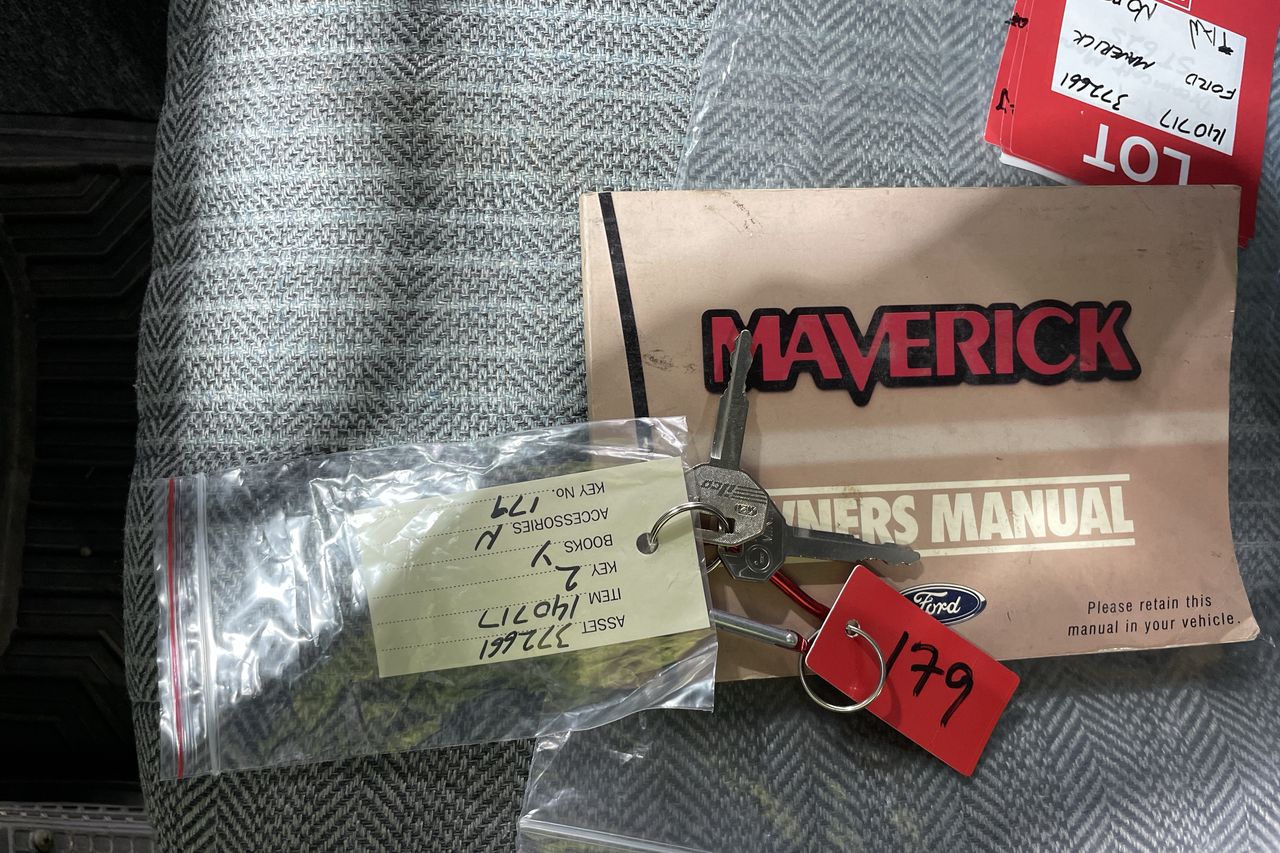 LOT
140717 372661
FORD MAVERICK
MAVERICK
OWNERS MANUAL
Ford
Please retain this
manual in your vehicle.
ASSET 372661
ITEM 140717
KEY 2
BOOKS Y
ACCESSORIES N
KEY No. 179
179